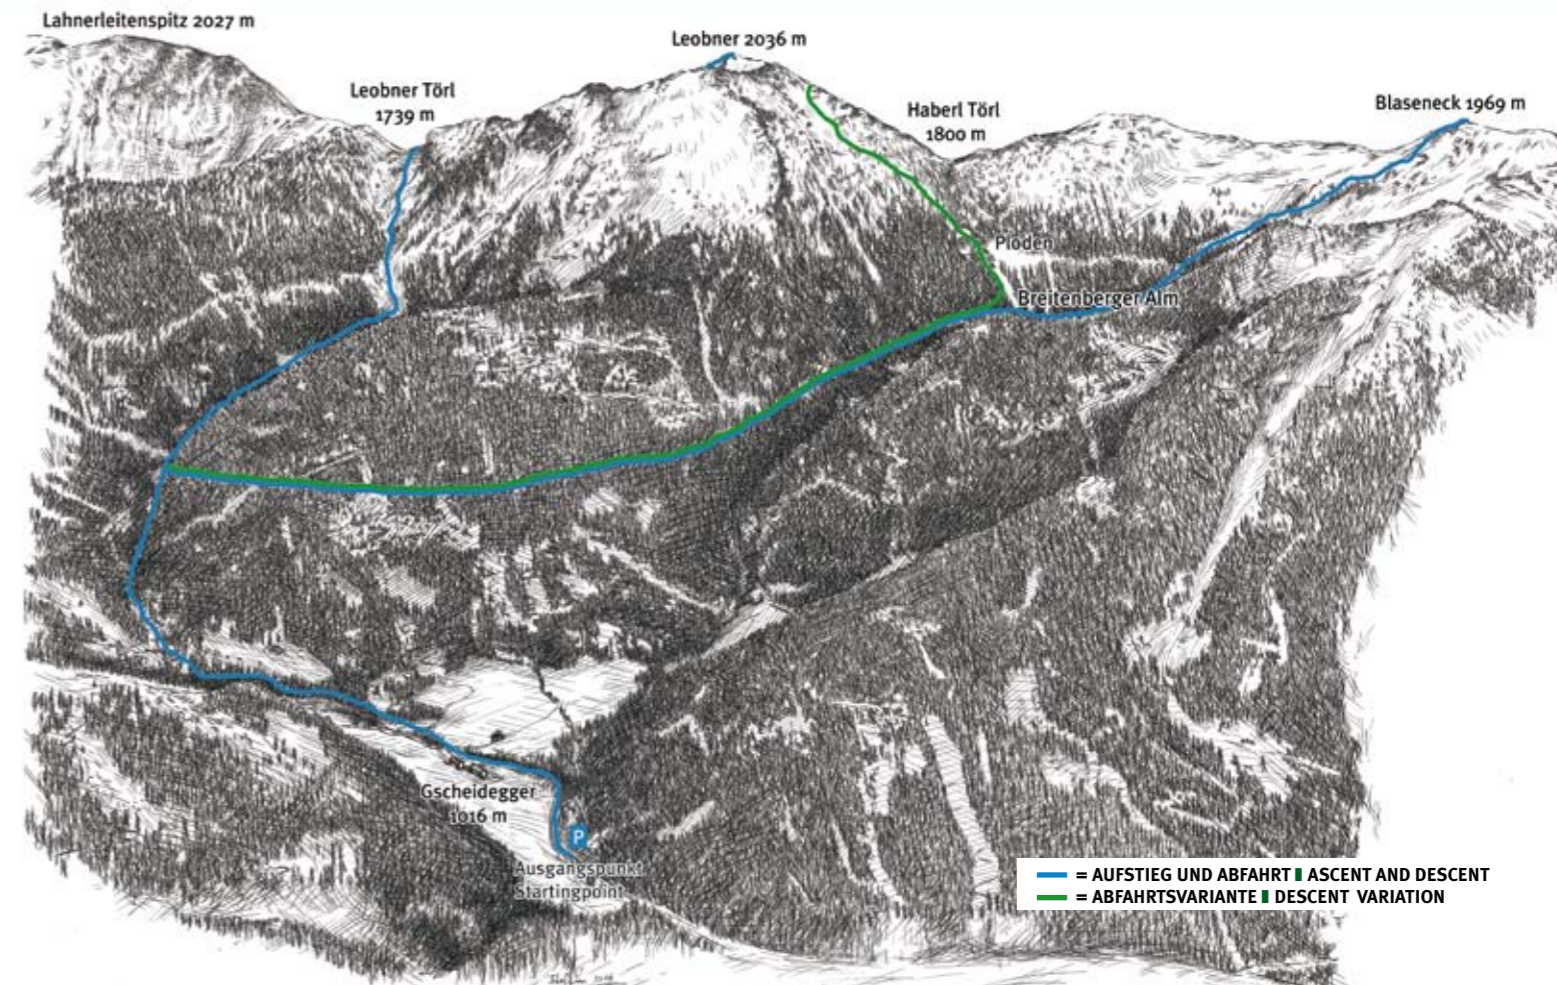 Lahnerleitenspitz 2027 m
Leobner 2036 m
Leobner Törl
1739 m
Haberl Törl
1800 m
Blaseneck 1969 m
Ploden
Breitenberger Alm
Gscheidegger
1016 m
P
Ausgangspunkt
Startingpoint
= AUFSTIEG UND ABFAHRT ASCENT AND DESCENT
= ABFAHRTSVARIANTE DESCENT VARIATION